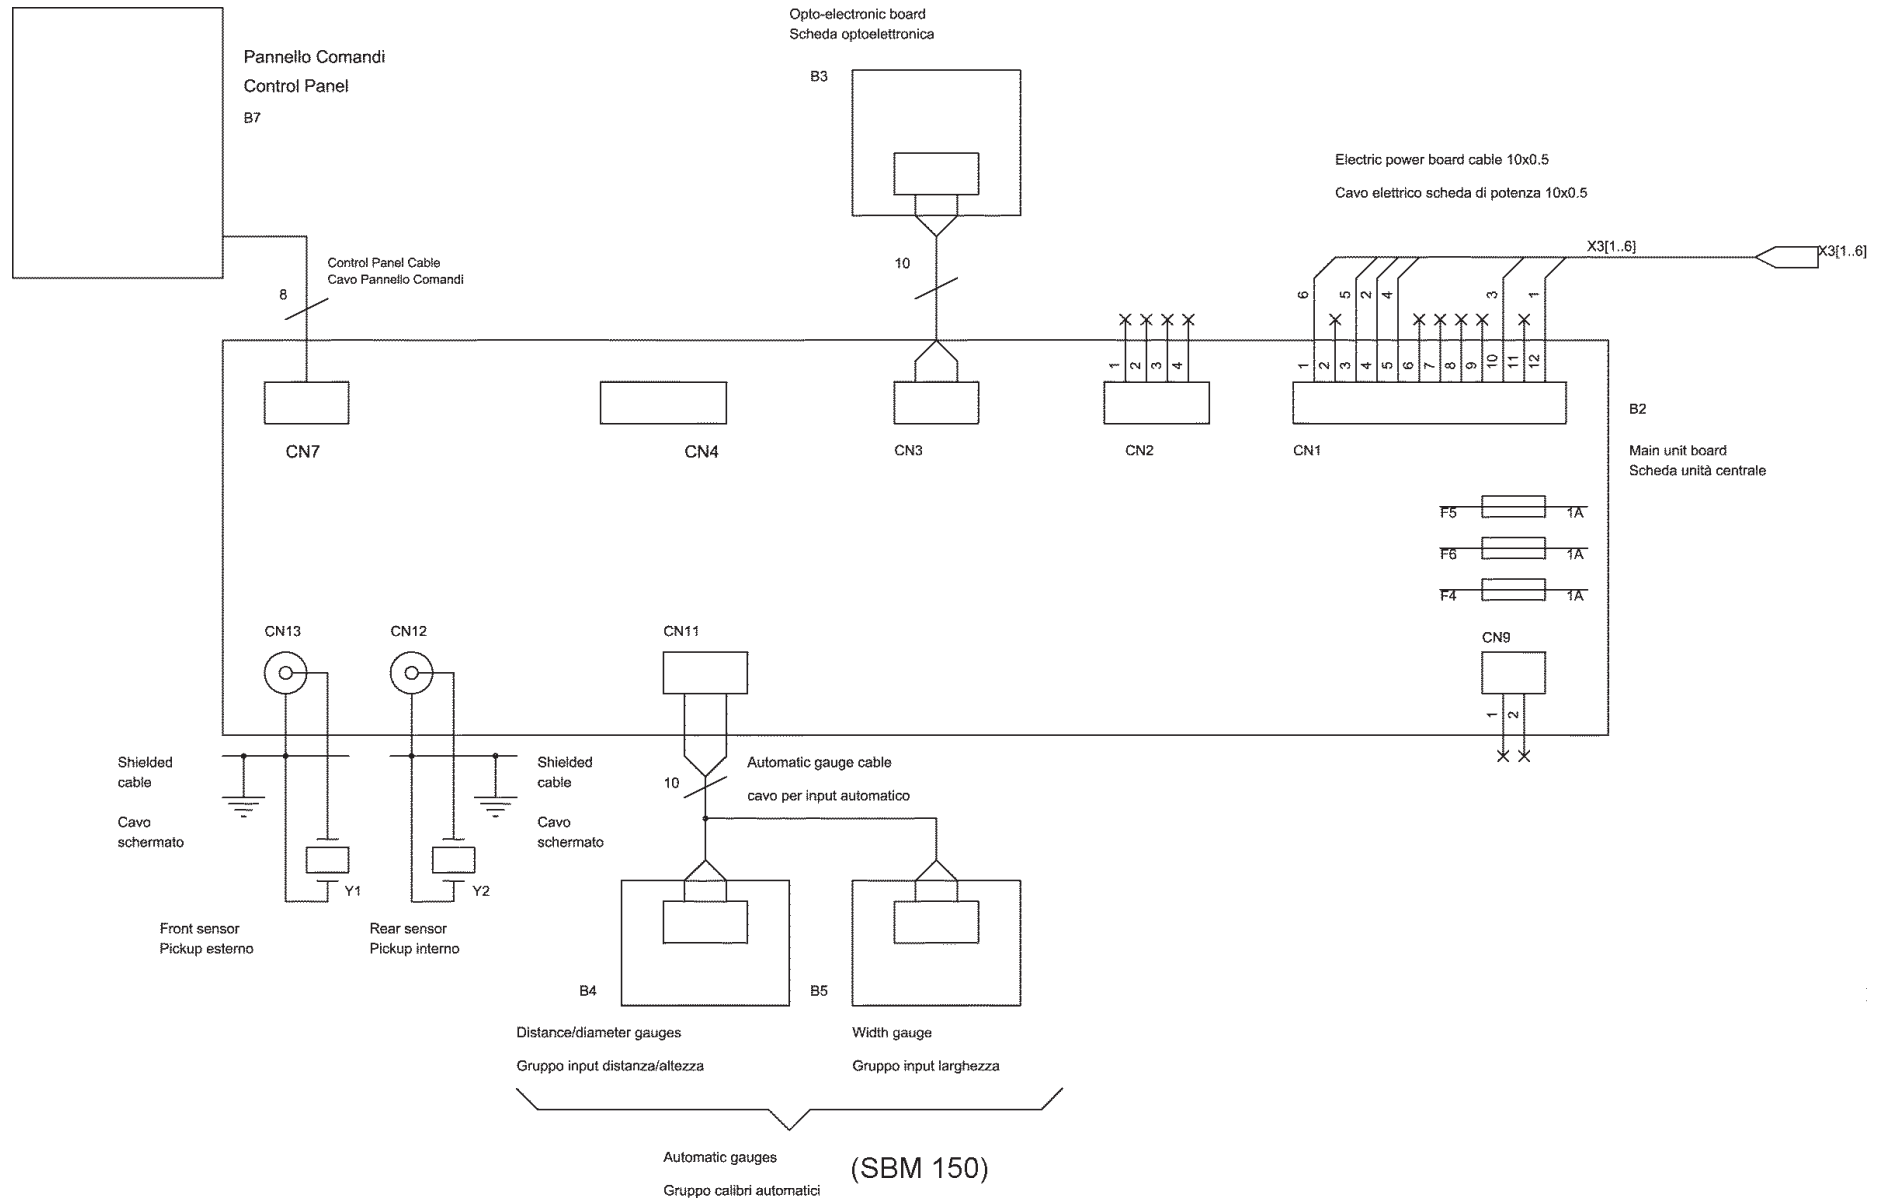 Opto-electronic board
Scheda optoelettronica
B3
Pannello Comandi
Control Panel
B7
Electric power board cable 10x0.5
Cavo elettrico scheda di potenza 10x0.5
X3[1..6]
X3[1..6]
Control Panel Cable
Cavo Pannello Comandi
8
10
6
5
2
4
3
1
1
2
3
4
1
2
3
4
5
6
7
8
9
10
11
12
CN7
CN4
CN3
CN2
CN1
B2
Main unit board
Scheda unità centrale
F5 1A
F6 1A
F4 1A
CN13
CN12
CN11
CN9
1
2
Shielded
cable
Cavo
schermato
Shielded
cable
Cavo
schermato
10
Automatic gauge cable
cavo per input automatico
Y1
Y2
Front sensor
Pickup esterno
Rear sensor
Pickup interno
B4
B5
Distance/diameter gauges
Gruppo input distanza/altezza
Width gauge
Gruppo input larghezza
Automatic gauges
Gruppo calibri automatici
(SBM 150)